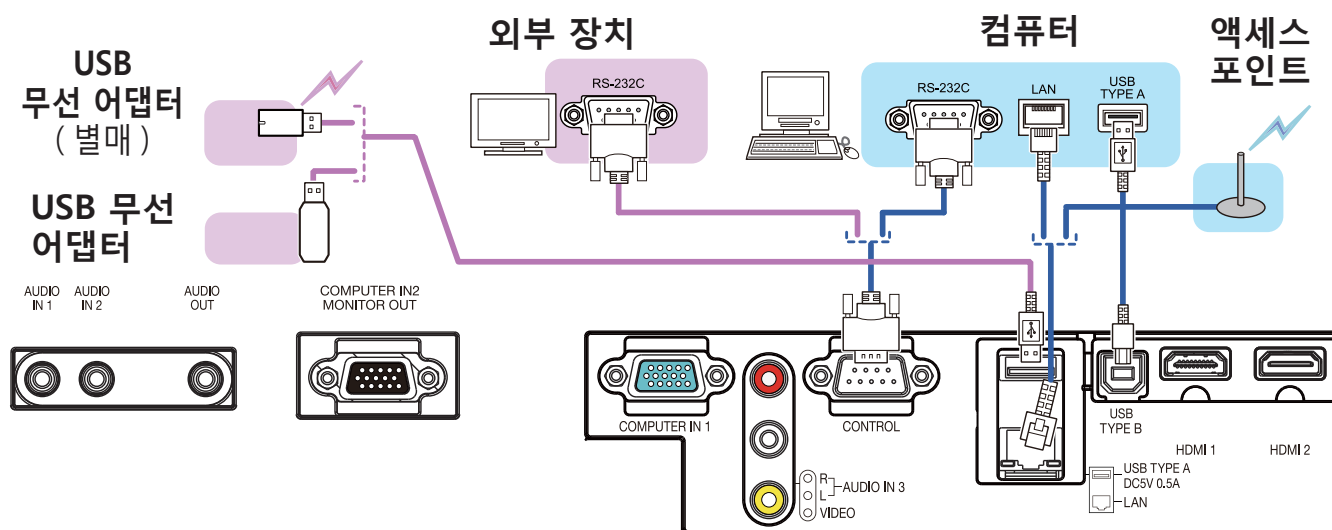 외부 장치
컴퓨터
액세스
포인트
USB
무선 어댑터
( 별매 )
RS-232C
RS-232C
LAN
USB
TYPE A
USB 무선
어댑터
AUDIO
IN 1
AUDIO
IN 2
AUDIO
OUT
COMPUTER IN2
MONITOR OUT
COMPUTER IN 1
CONTROL
USB
TYPE B
HDMI 1
HDMI 2
R
L
AUDIO IN 3
VIDEO
USB TYPE A
DC5V 0.5A
LAN